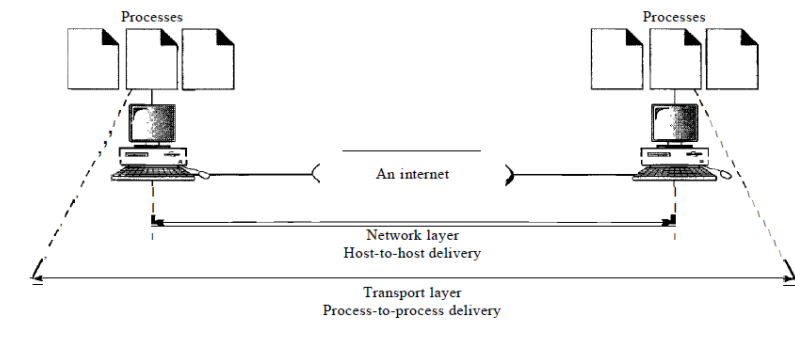 Processes
Processes
An internet
Network layer
Host-to-host delivery
Transport layer
Process-to-process delivery